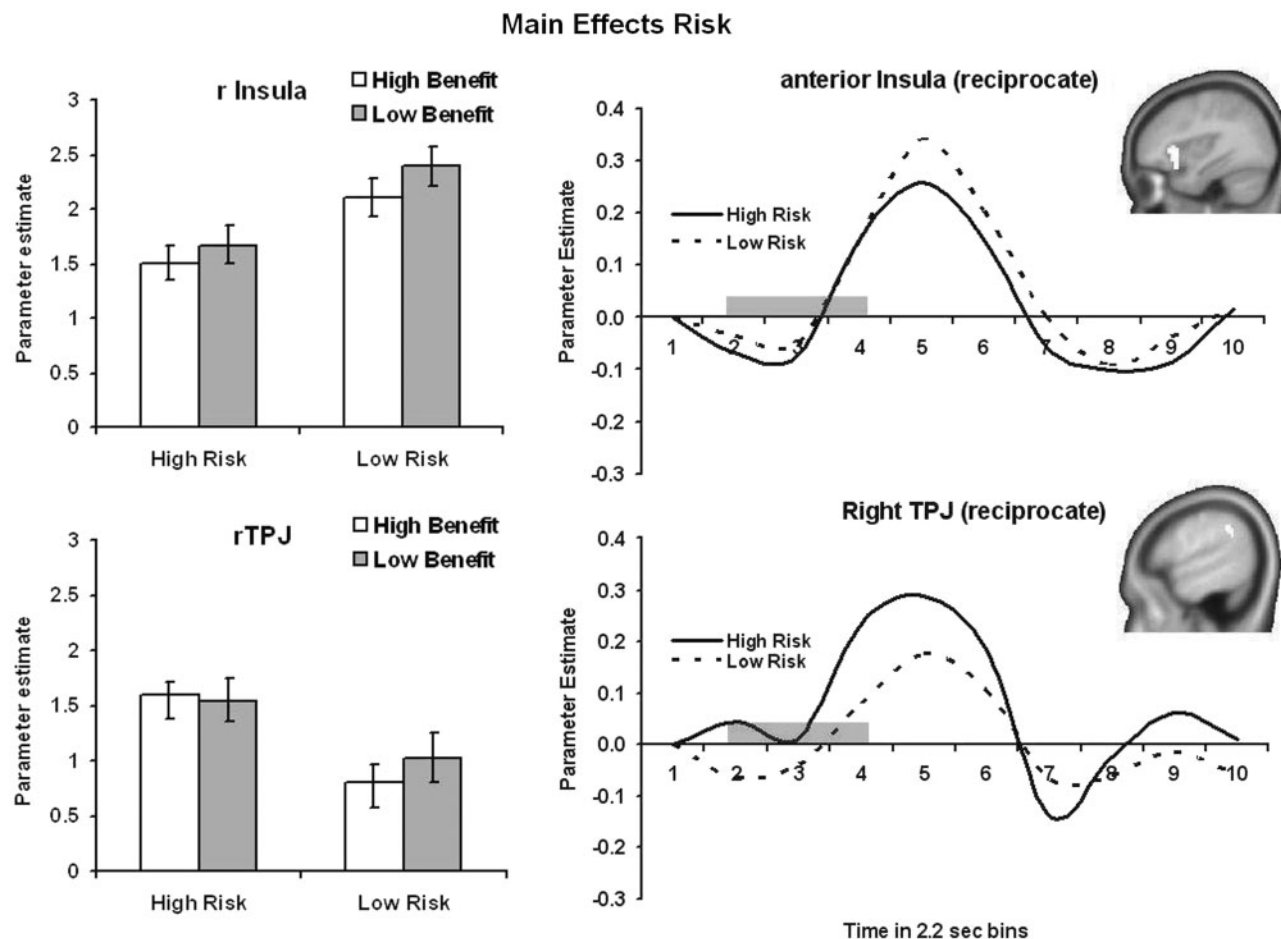 Main Effects Risk
r Insula
High Benefit
Low Benefit
Parameter estimate
3
2.5
2
1.5
1
0.5
0
High Risk
Low Risk
anterior Insula (reciprocate)
Parameter Estimate
0.4
0.3
0.2
0.1
0.0
-0.1
-0.2
-0.3
High Risk
Low Risk
1 2 3 4 5 6 7 8 9 10
rTPJ
High Benefit
Low Benefit
Parameter estimate
3
2.5
2
1.5
1
0.5
0
High Risk
Low Risk
Right TPJ (reciprocate)
Parameter Estimate
0.4
0.3
0.2
0.1
0.0
-0.1
-0.2
-0.3
High Risk
Low Risk
1 2 3 4 5 6 7 8 9 10
Time in 2.2 sec bins